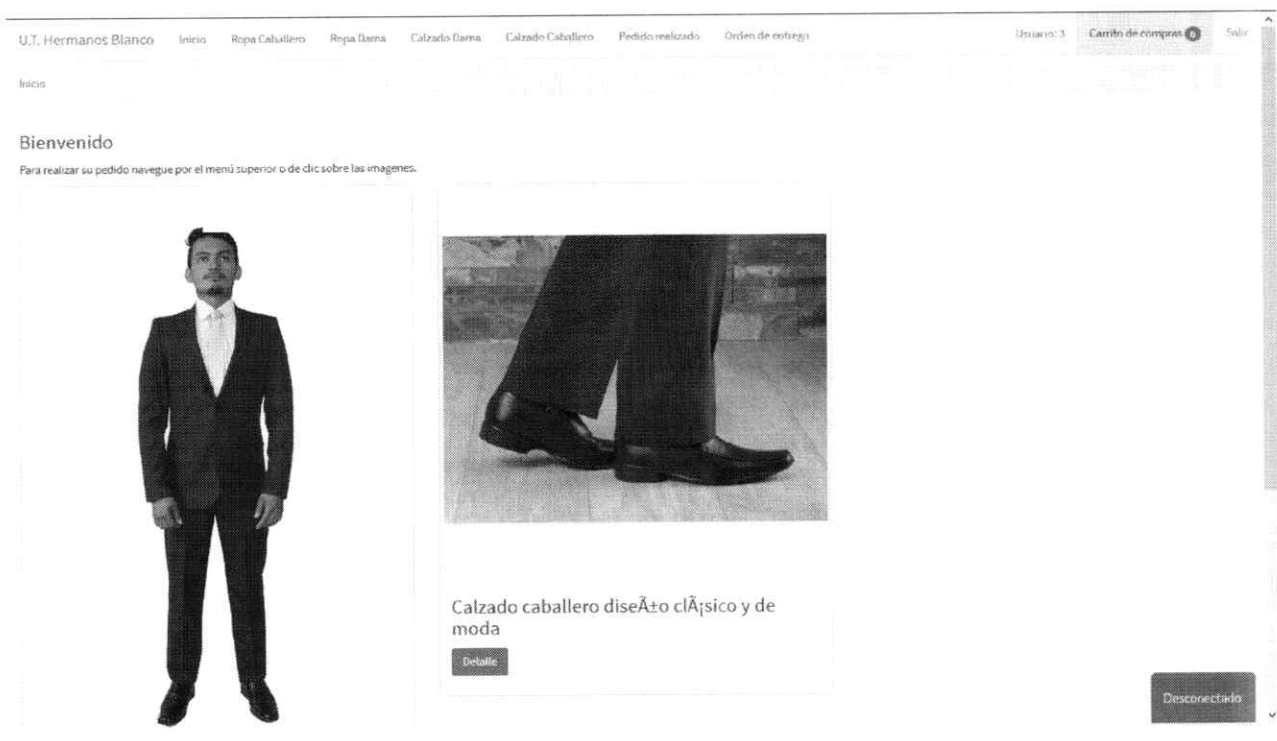 U.T. Hermanos Blanco Inicio Ropa Caballero Ropa Dama Calzado Dama Calzado Caballero Pedido realizado Orden de entrega Usuario: 3 Carrito de compras 0 Salir
Inicio
Bienvenido
Para realizar su pedido navegue por el menú superior o de clic sobre las imagenes.
Calzado caballero diseÃ±o clÃ¡sico y de
moda
Detalle
Desconectado